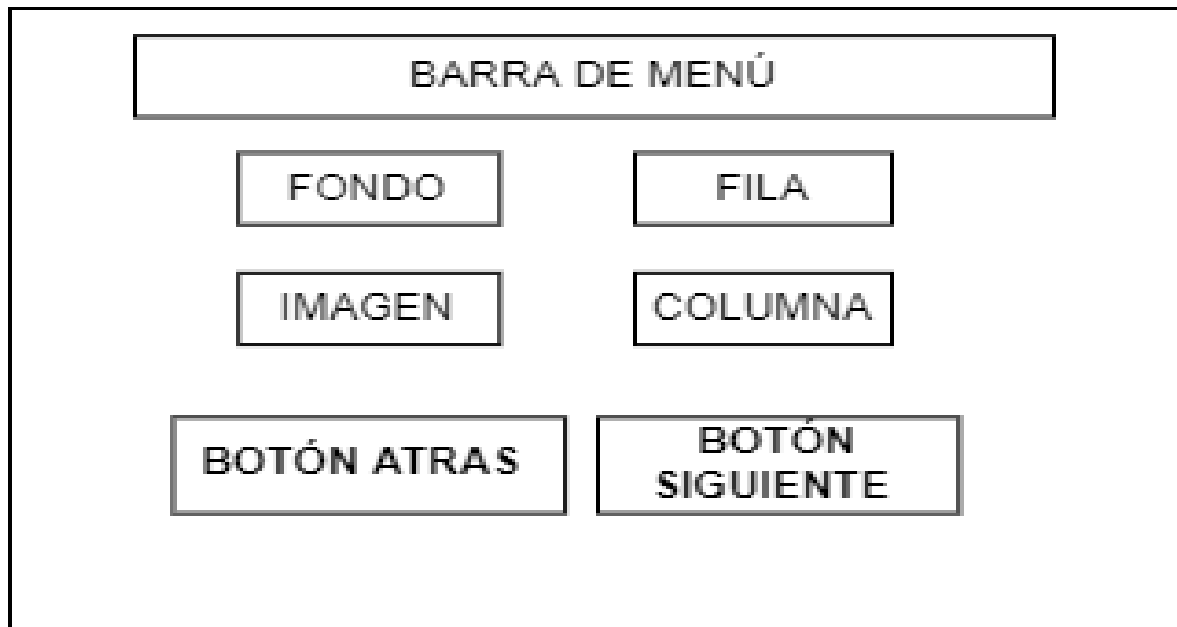 BARRA DE MENÚ
FONDO
FILA
IMAGEN
COLUMNA
BOTÓN ATRAS
BOTÓN
SIGUIENTE